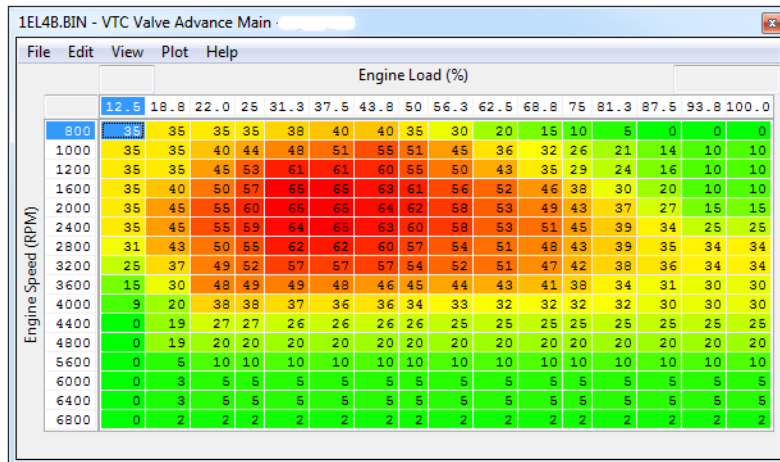 1EL4B.BIN - VTC Valve Advance Main -
File Edit View Plot Help
Engine Load (%)
12.5 18.8 22.0 25 31.3 37.5 43.8 50 56.3 62.5 68.8 75 81.3 87.5 93.8 100.0
Engine Speed (RPM)
800 35 35 35 35 38 40 40 35 30 20 15 10 5 0 0 0
1000 35 35 40 44 48 51 55 51 45 36 32 26 21 14 10 10
1200 35 35 45 53 61 61 60 55 50 43 35 29 24 16 10 10
1600 35 40 50 57 65 65 63 61 56 52 46 38 30 20 10 10
2000 35 45 55 60 65 65 64 62 58 53 49 43 37 27 15 15
2400 35 45 55 59 64 65 63 60 58 53 51 45 39 34 25 25
2800 31 43 50 55 62 62 60 57 54 51 48 43 39 35 34 34
3200 25 37 49 52 57 57 57 54 52 51 47 42 38 36 34 34
3600 15 30 48 49 49 48 46 45 44 43 41 38 34 31 30 30
4000 9 20 38 38 37 36 36 34 33 32 32 32 32 30 30 30
4400 0 19 27 27 26 26 26 26 25 25 25 25 25 25 25 25
4800 0 19 20 20 20 20 20 20 20 20 20 20 20 20 20 20
5600 0 5 10 10 10 10 10 10 10 10 10 10 10 10 10 10
6000 0 3 5 5 5 5 5 5 5 5 5 5 5 5 5 5
6400 0 3 5 5 5 5 5 5 5 5 5 5 5 5 5 5
6800 0 2 2 2 2 2 2 2 2 2 2 2 2 2 2 2